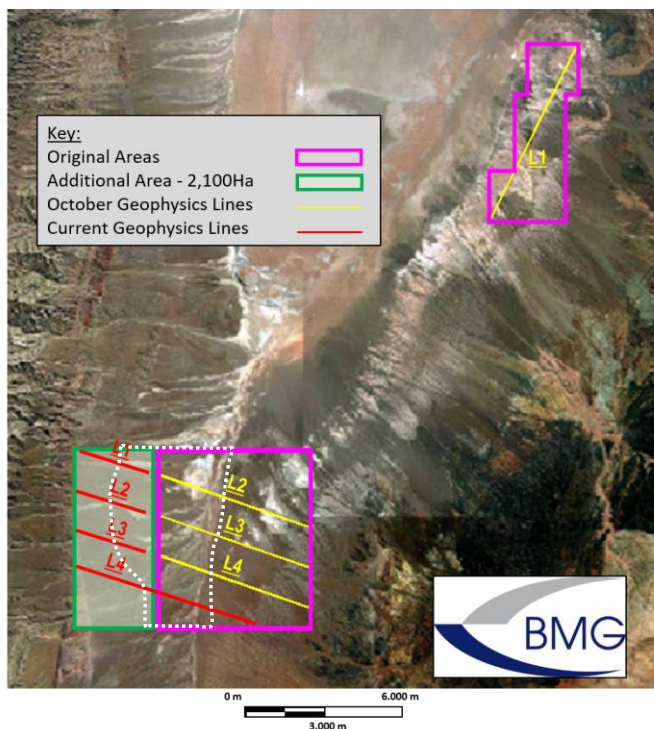 Key:
Original Areas
Additional Area - 2,100Ha
October Geophysics Lines
Current Geophysics Lines
L1
L1
L2
L2
L3
L3
L4
L4
BMG
0 m 6.000 m
3.000 m